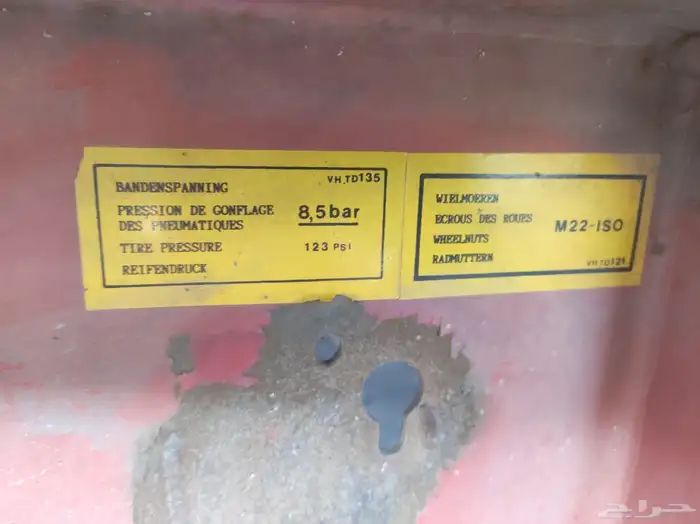 VH.TD135
BANDENSPANNING
PRESSION DE GONFLAGE
DES PNEUMATIQUES
8,5bar
TIRE PRESSURE
123 PSI
REIFENDRUCK
WIELMOEREN
ECROUS DES ROUES
M22-ISO
WHEELNUTS
RADMUTTERN
VH.TD121
حراج